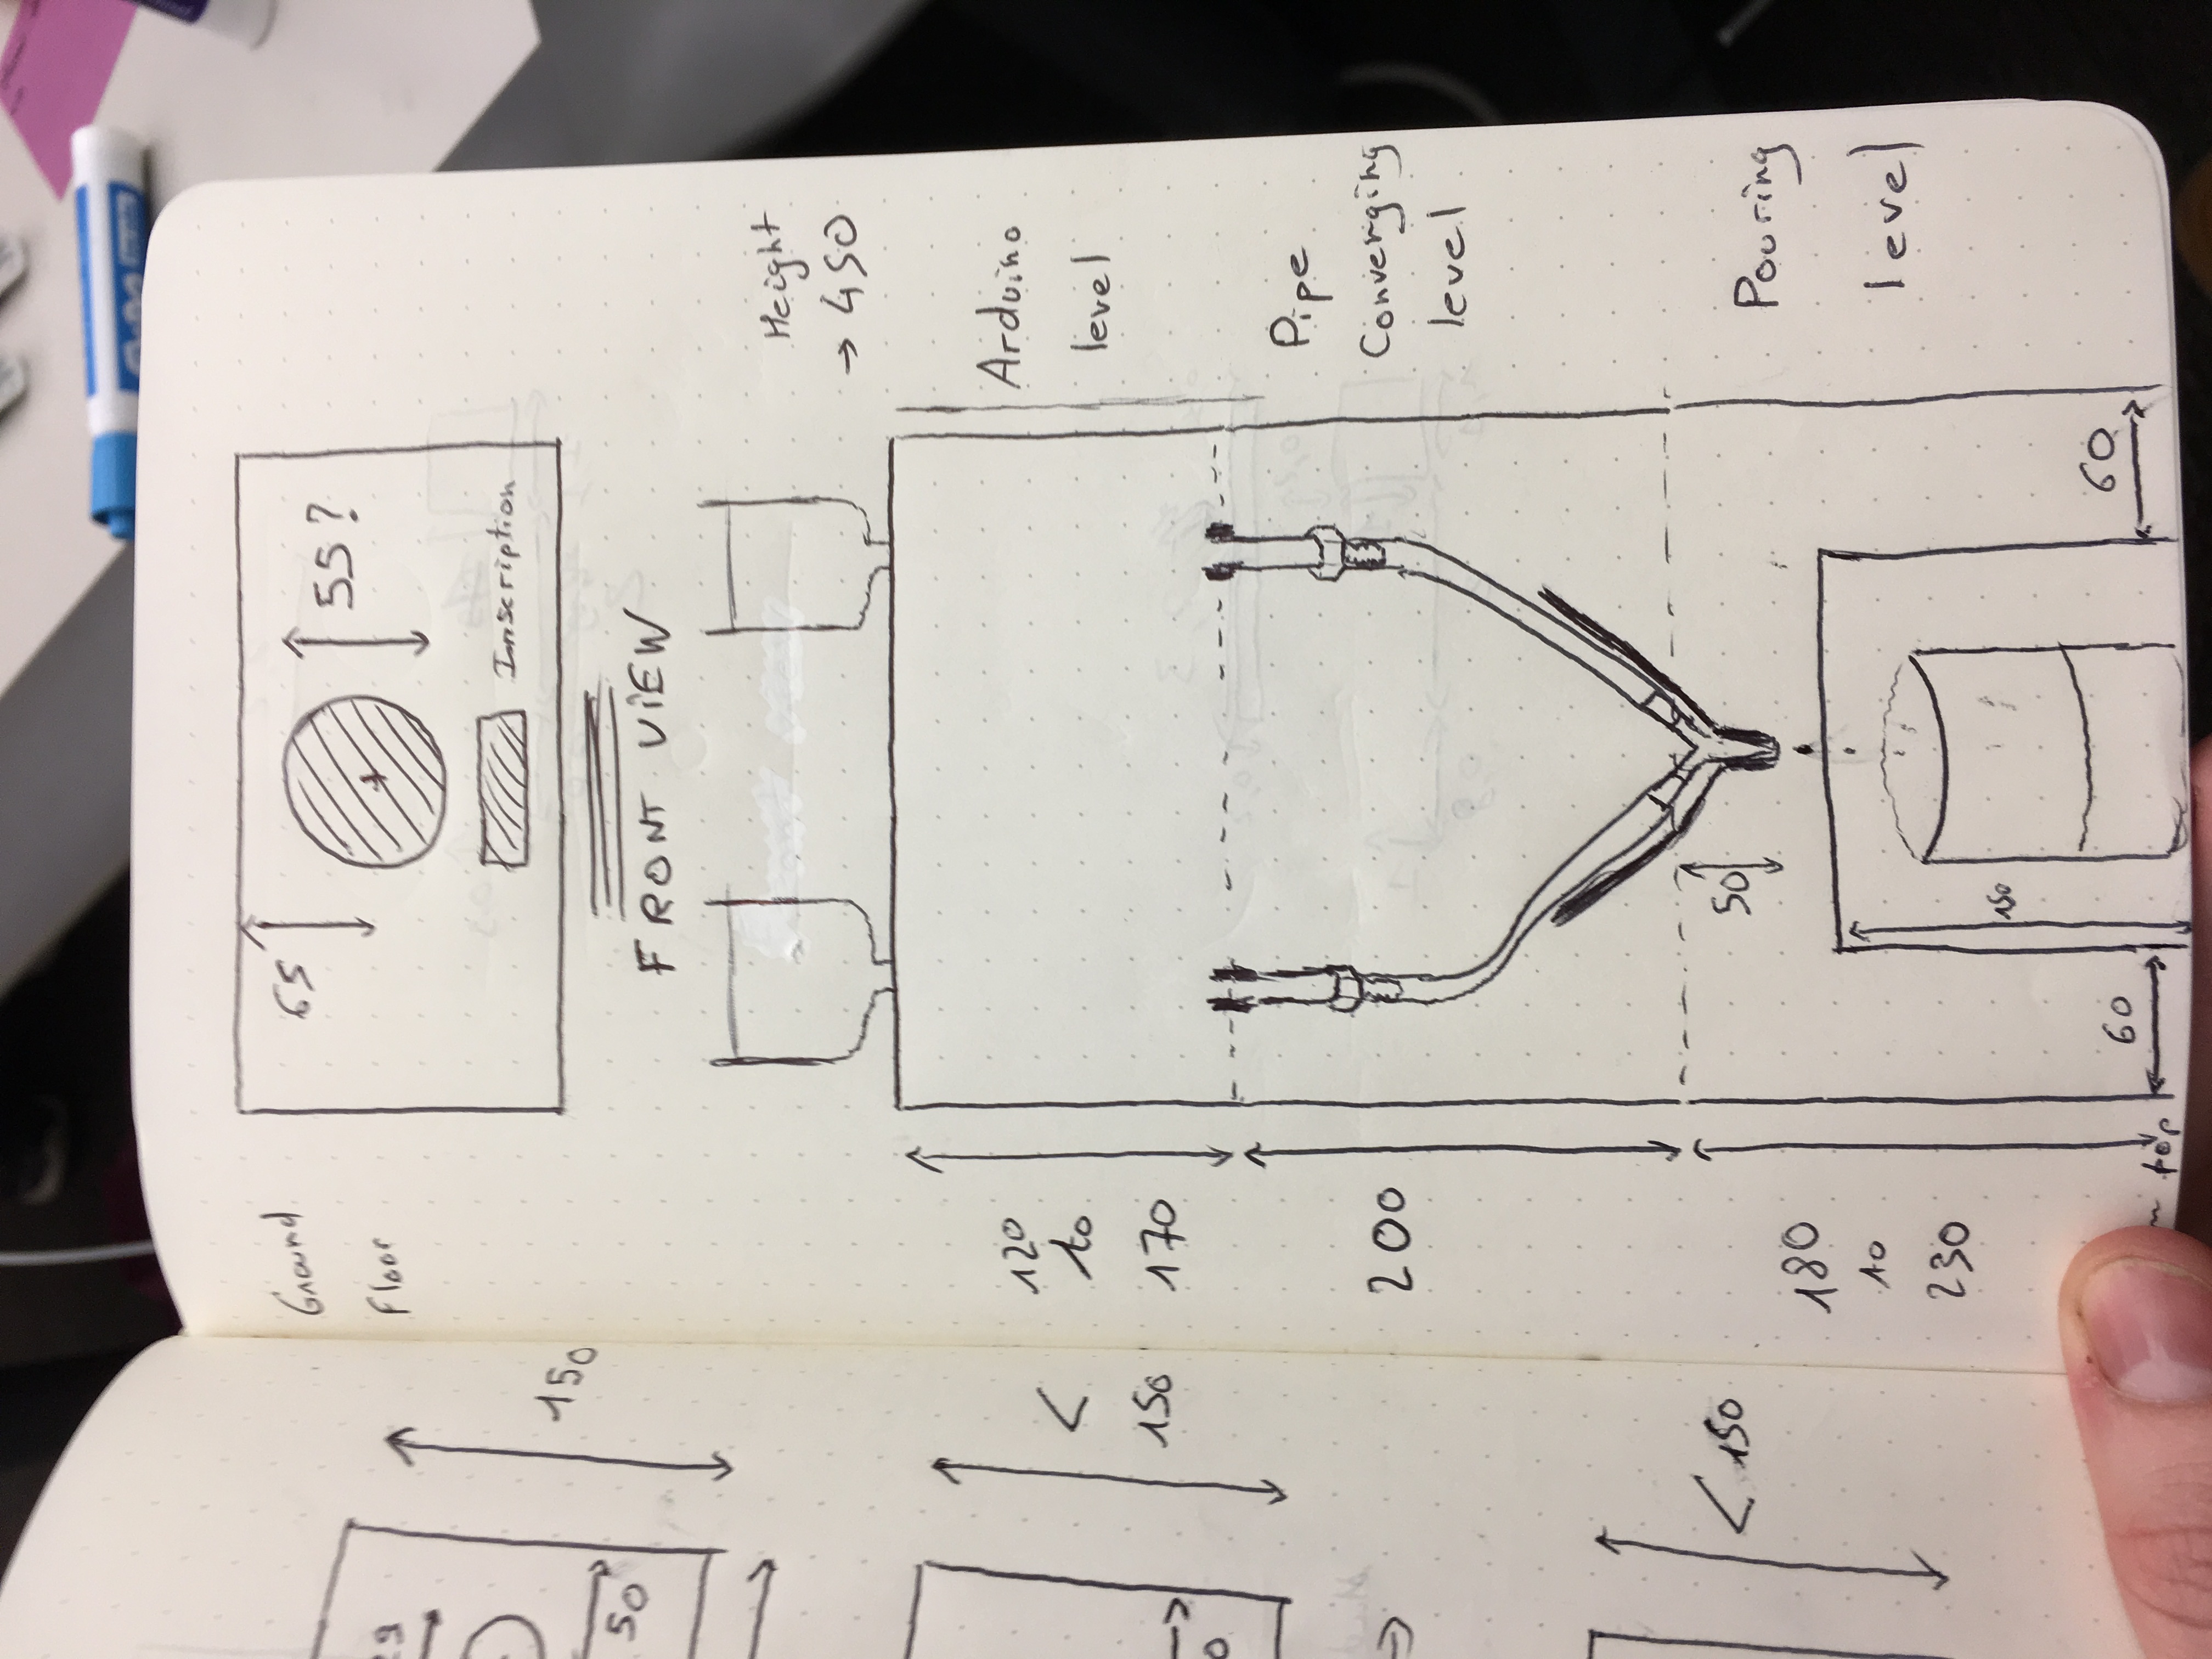 Ground
Floor
65
55?
Inscription
FRONT ViEW
Height
→ 450
120
to
170
Arduino
level
200
Pipe
Converging
level
50
180
to
230
Pouring
level
150
60
60
top
29
50
150
<
150
0
< 150